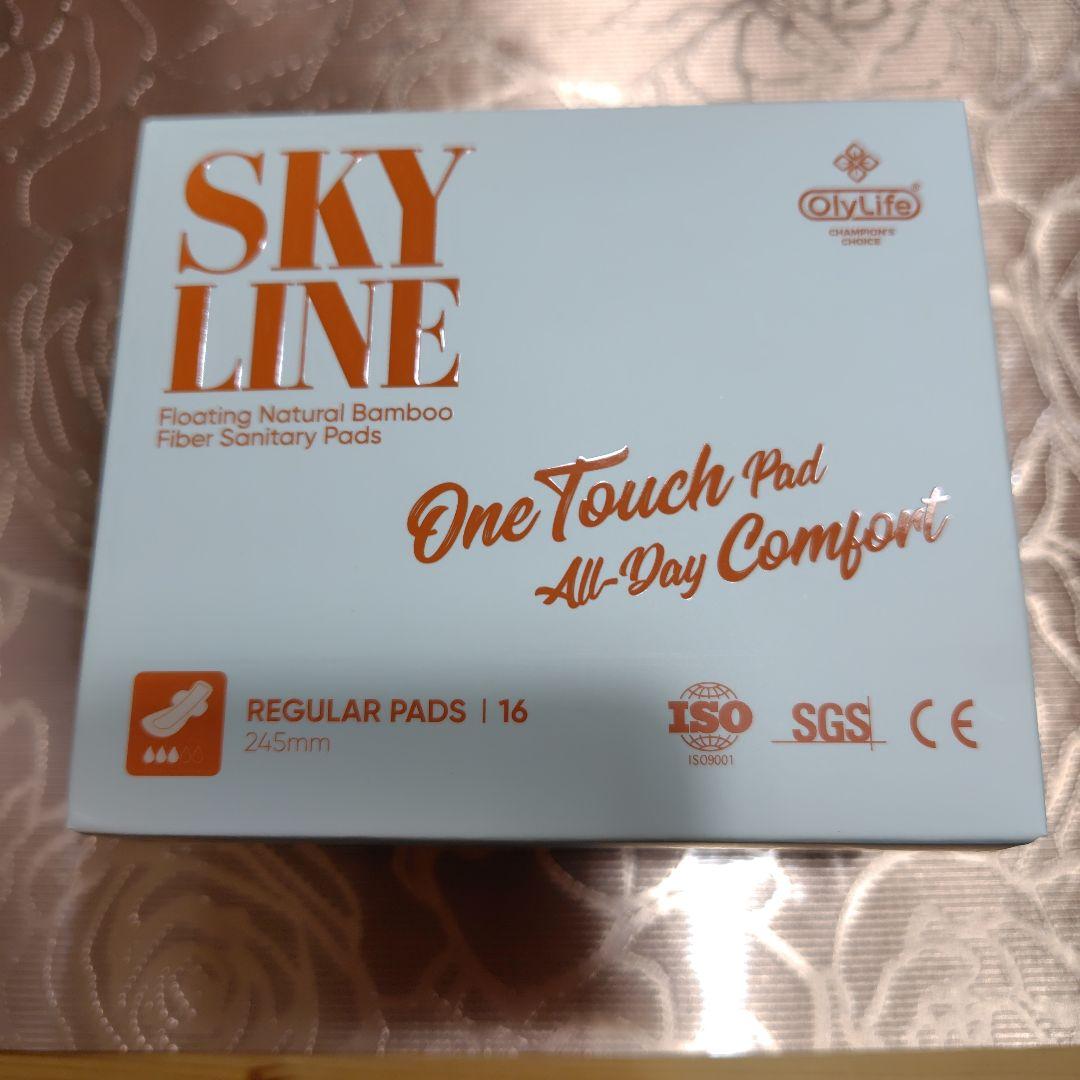 SKY
LINE
Floating Natural Bamboo
Fiber Sanitary Pads
OlyLife®
CHAMPION'S
CHOICE
One Touch Pad
All-Day Comfort
REGULAR PADS | 16
245mm
ISO
ISO9001
SGS
CE